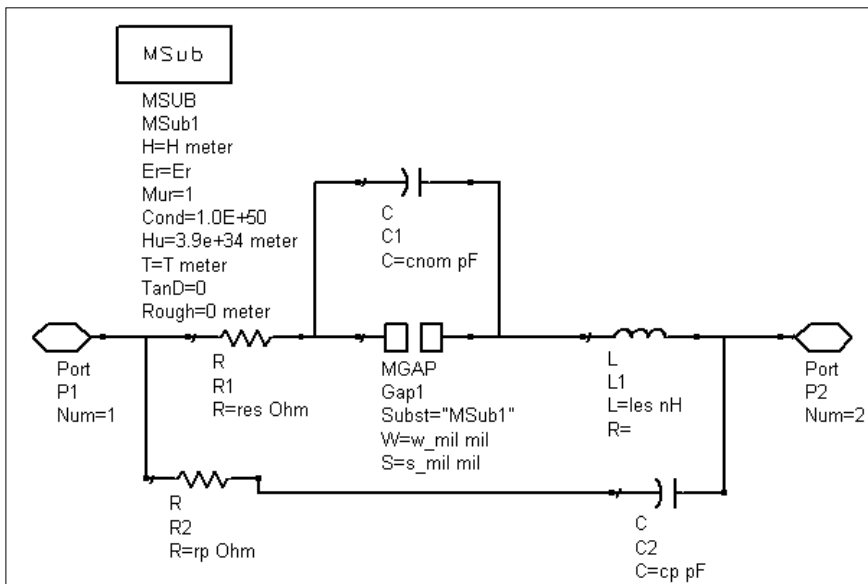 MSub
MSUB
MSub1
H=H meter
Er=Er
Mur=1
Cond=1.0E+50
Hu=3.9e+34 meter
T=T meter
TanD=0
Rough=0 meter
C
C1
C=cnom pF
Port
P1
Num=1
R
R1
R=res Ohm
MGAP
Gap1
Subst="MSub1"
W=w_mil mil
S=s_mil mil
L
L1
L=les nH
R=
Port
P2
Num=2
R
R2
R=rp Ohm
C
C2
C=cp pF